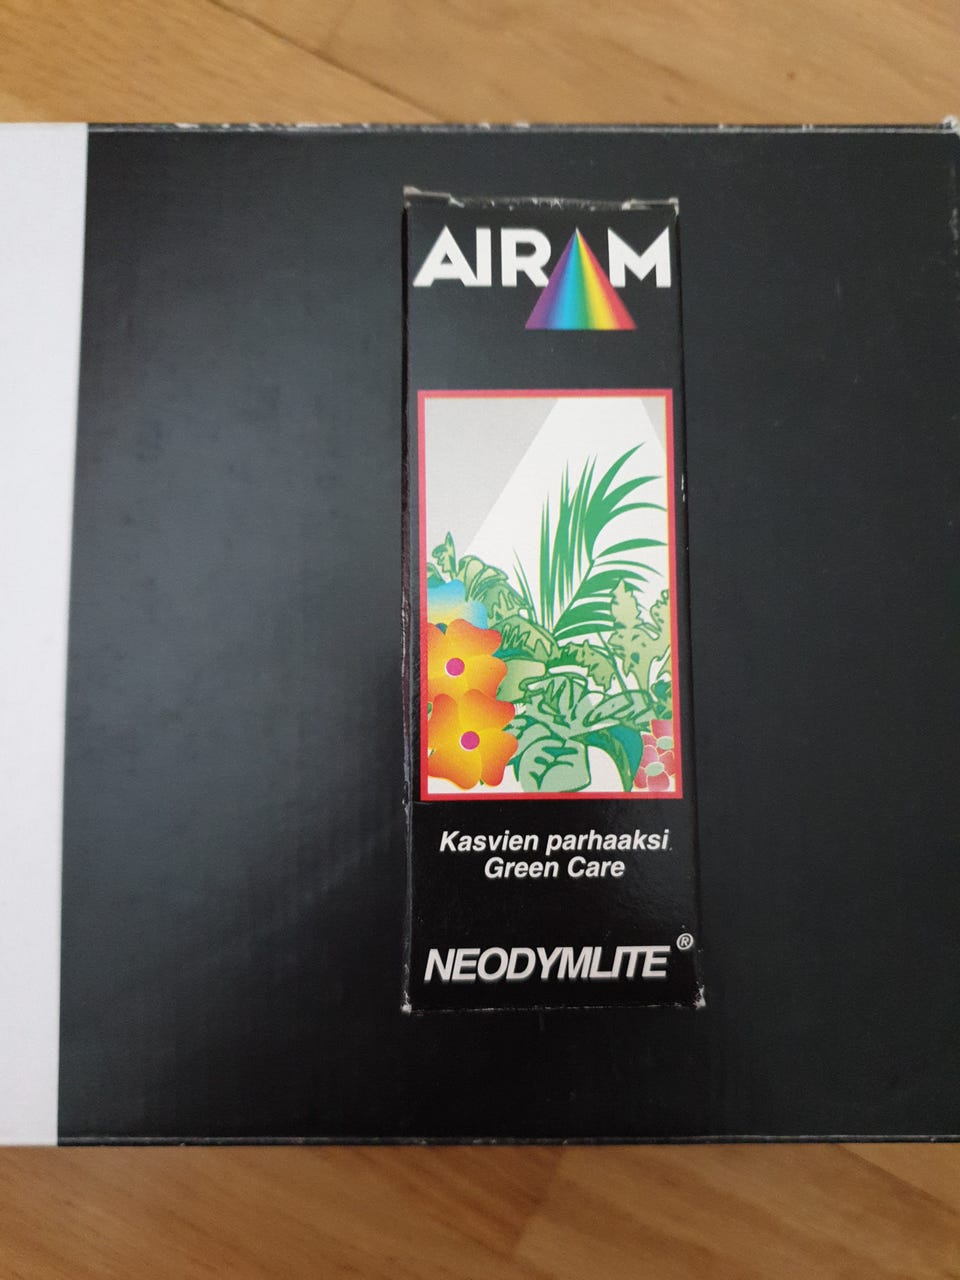 AIRAM
Kasvien parhaaksi
Green Care
NEODYMLITE®